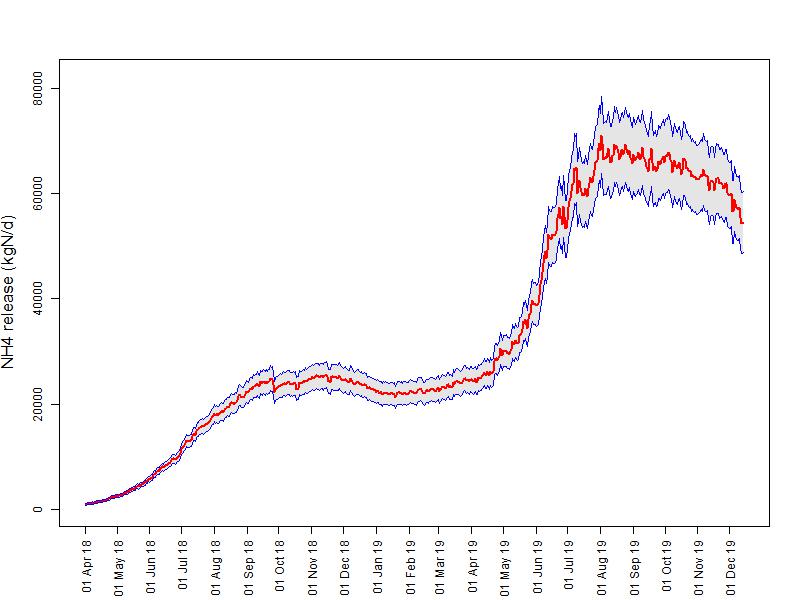 NH4 release (kgN/d)
80000
60000
40000
20000
0
01 Apr 18
01 May 18
01 Jun 18
01 Jul 18
01 Aug 18
01 Sep 18
01 Oct 18
01 Nov 18
01 Dec 18
01 Jan 19
01 Feb 19
01 Mar 19
01 Apr 19
01 May 19
01 Jun 19
01 Jul 19
01 Aug 19
01 Sep 19
01 Oct 19
01 Nov 19
01 Dec 19